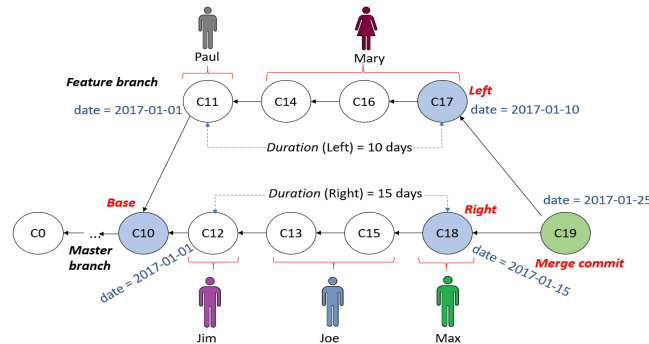 Paul
Mary
Feature branch
Left
date = 2017-01-01
C11
C14
C16
C17
date = 2017-01-10
Duration (Left) = 10 days
Duration (Right) = 15 days
date = 2017-01-25
Base
Right
C0
...
C10
C12
C13
C15
C18
C19
Master
branch
date = 2017-01-01
date = 2017-01-15
Merge commit
Jim
Joe
Max